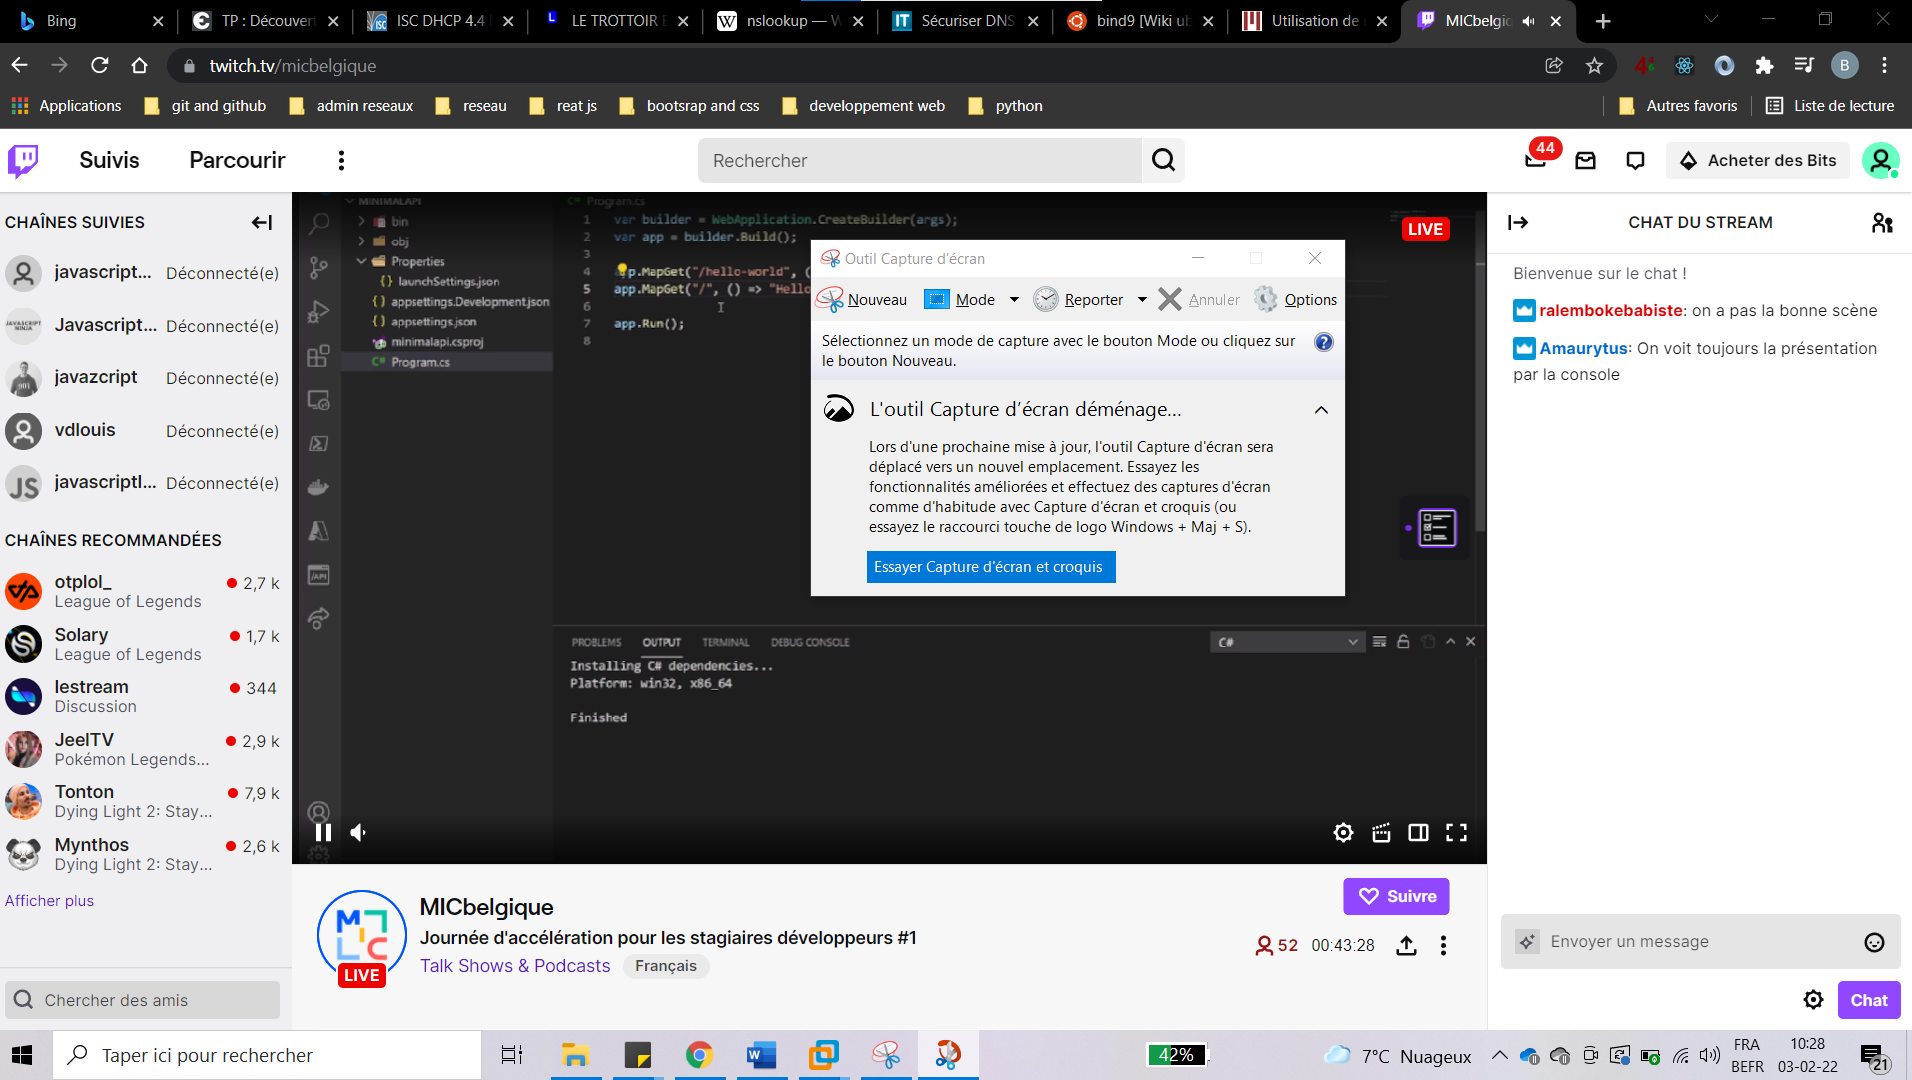 Bing
TP : Découvert
ISC DHCP 4.4
LE TROTTOIR
nslookup — W
Sécuriser DNS
bind9 [Wiki ub
Utilisation de
MICbelgic
twitch.tv/micbelgique
B
Applications
git and github
admin reseaux
reseau
reat js
bootsrap and css
developpement web
python
Autres favoris
Liste de lecture
Suivis
Parcourir
Rechercher
44
Acheter des Bits
CHAÎNES SUIVIES
javascript... Déconnecté(e)
Javascript... Déconnecté(e)
javazcript Déconnecté(e)
vdlouis Déconnecté(e)
JS javascriptl... Déconnecté(e)
CHAÎNES RECOMMANDÉES
otplol_ 2,7 k
League of Legends
Solary 1,7 k
League of Legends
lestream 344
Discussion
JeelTV 2,9 k
Pokémon Legends...
Tonton 7,9 k
Dying Light 2: Stay...
Mynthos 2,6 k
Dying Light 2: Stay...
Afficher plus
Chercher des amis
MINIMALAPI
bin
obj
Properties
launchSettings.json
appsettings.Development.json
appsettings.json
minimalapi.csproj
Program.cs
Program.cs
1 var builder = WebApplication.CreateBuilder(args);
2 var app = builder.Build();
3
4 app.MapGet("/hello-world", (
5 app.MapGet("/", () => "Hello
6
7 app.Run();
8
LIVE
Outil Capture d'écran
Nouveau
Mode
Reporter
Annuler
Options
Sélectionnez un mode de capture avec le bouton Mode ou cliquez sur
le bouton Nouveau.
L'outil Capture d'écran déménage...
Lors d'une prochaine mise à jour, l'outil Capture d'écran sera
déplacé vers un nouvel emplacement. Essayez les
fonctionnalités améliorées et effectuez des captures d'écran
comme d'habitude avec Capture d'écran et croquis (ou
essayez le raccourci touche de logo Windows + Maj + S).
Essayer Capture d'écran et croquis
PROBLEMS OUTPUT TERMINAL DEBUG CONSOLE
C#
Installing C# dependencies...
Platform: win32, x86_64
Finished
MIC
LIVE
MICbelgique
Journée d'accélération pour les stagiaires développeurs #1
Talk Shows & Podcasts
Français
Suivre
52
00:43:28
CHAT DU STREAM
Bienvenue sur le chat !
ralembokebabiste: on a pas la bonne scène
Amaurytus: On voit toujours la présentation
par la console
Envoyer un message
Chat
Taper ici pour rechercher
42%
7°C Nuageux
FRA
BEFR
10:28
03-02-22
21